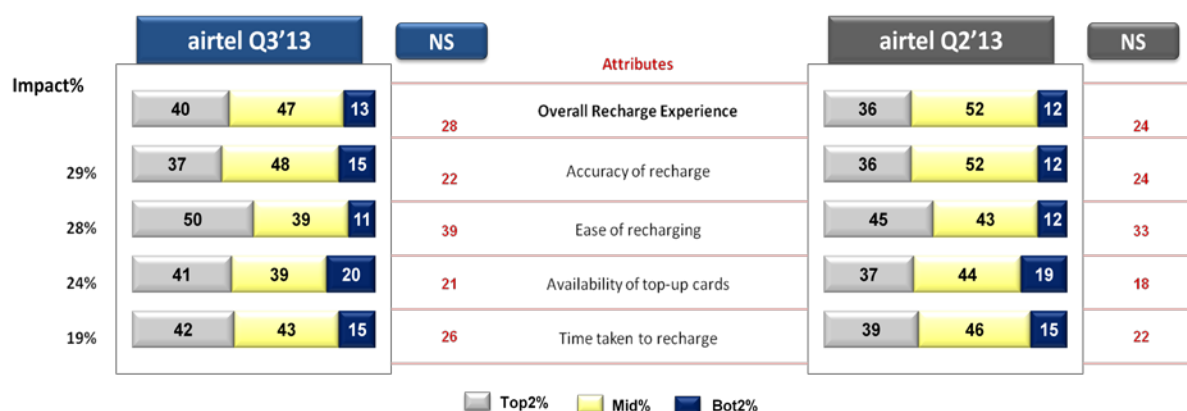 airtel Q3’13 NS airtel Q2’13 NS
Attributes
Impact%
40 47 13 28 Overall Recharge Experience 36 52 12 24
29% 37 48 15 22 Accuracy of recharge 36 52 12 24
28% 50 39 11 39 Ease of recharging 45 43 12 33
24% 41 39 20 21 Availability of top-up cards 37 44 19 18
19% 42 43 15 26 Time taken to recharge 39 46 15 22
Top2% Mid% Bot2%